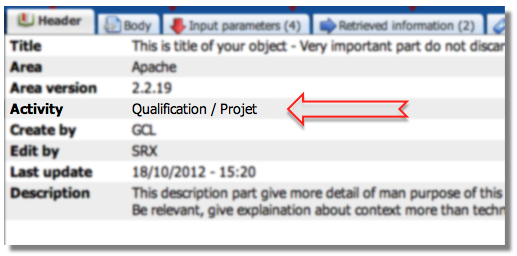 Header Body Input parameters (4) Retrieved information (2)
Title This is title of your object - Very important part do not discar
Area Apache
Area version 2.2.19
Activity Qualification / Projet
Create by GCL
Edit by SRX
Last update 18/10/2012 - 15:20
Description This description part give more detail of man purpose of this
Be relevant, give explaination about context more than techn